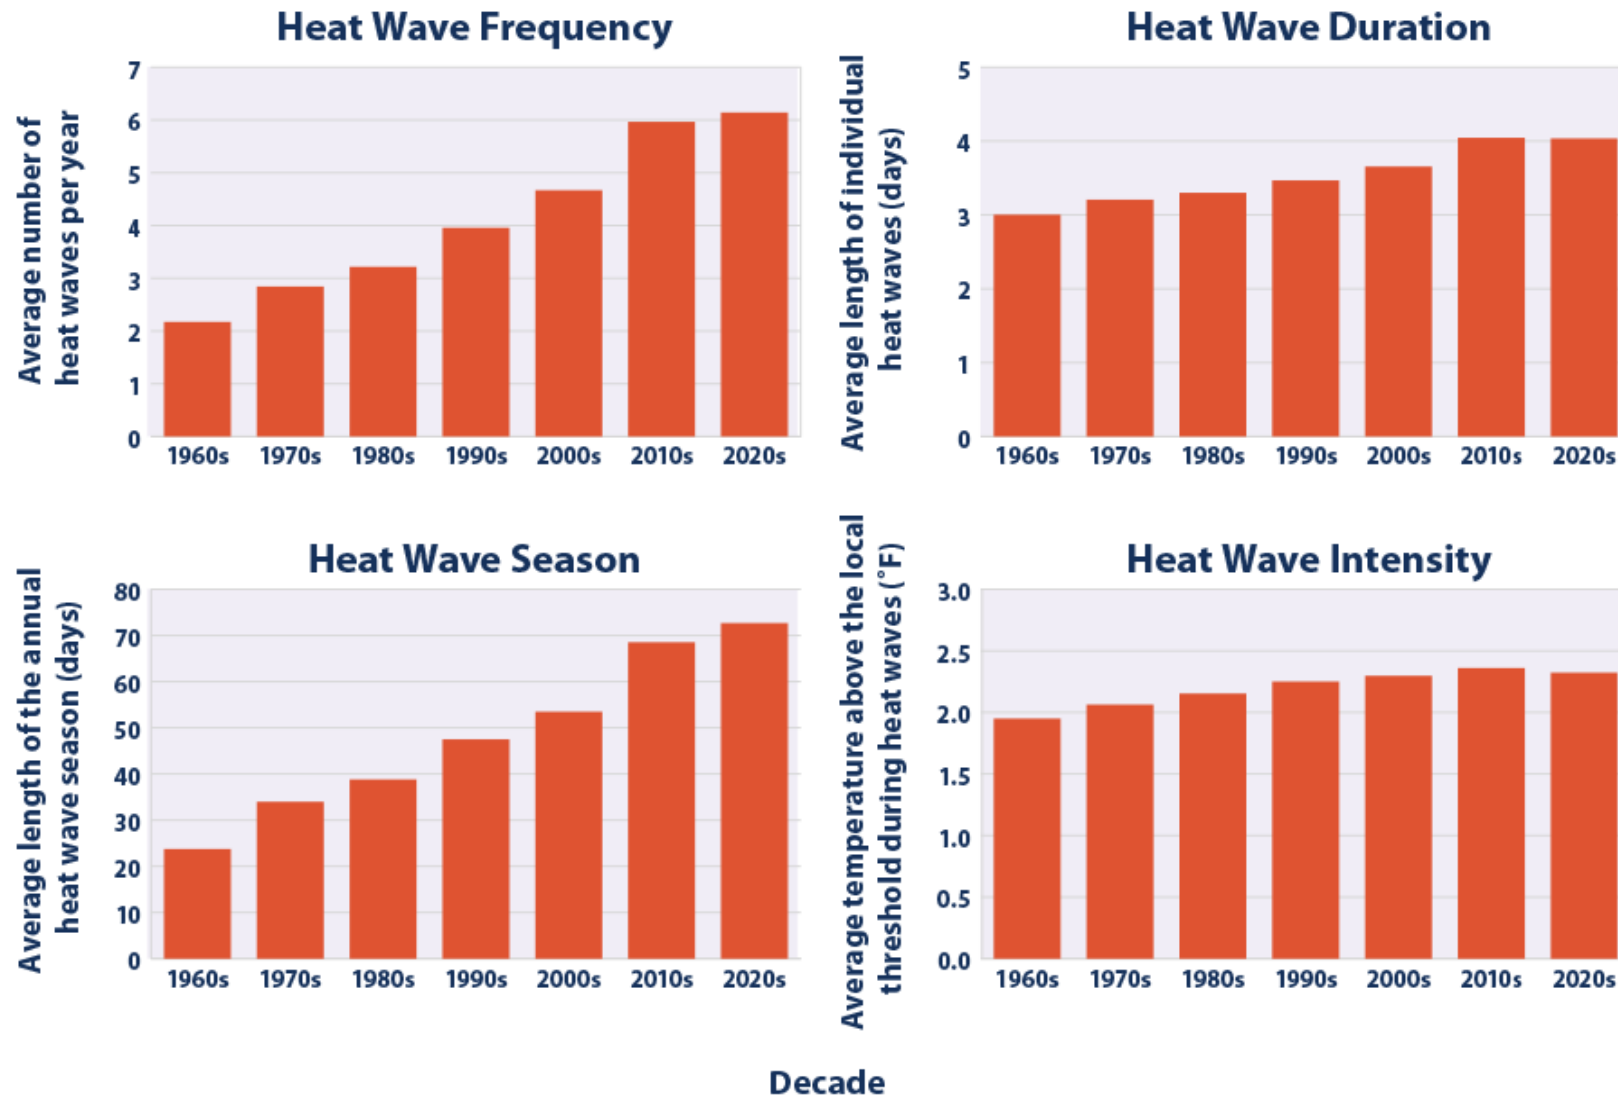 Heat Wave Frequency
Average number of
heat waves per year
7
6
5
4
3
2
1
0
1960s 1970s 1980s 1990s 2000s 2010s 2020s
Heat Wave Duration
Average length of individual
heat waves (days)
5
4
3
2
1
0
1960s 1970s 1980s 1990s 2000s 2010s 2020s
Heat Wave Season
Average length of the annual
heat wave season (days)
80
70
60
50
40
30
20
10
0
1960s 1970s 1980s 1990s 2000s 2010s 2020s
Heat Wave Intensity
Average temperature above the local
threshold during heat waves (˚F)
3.0
2.5
2.0
1.5
1.0
0.5
0.0
1960s 1970s 1980s 1990s 2000s 2010s 2020s
Decade